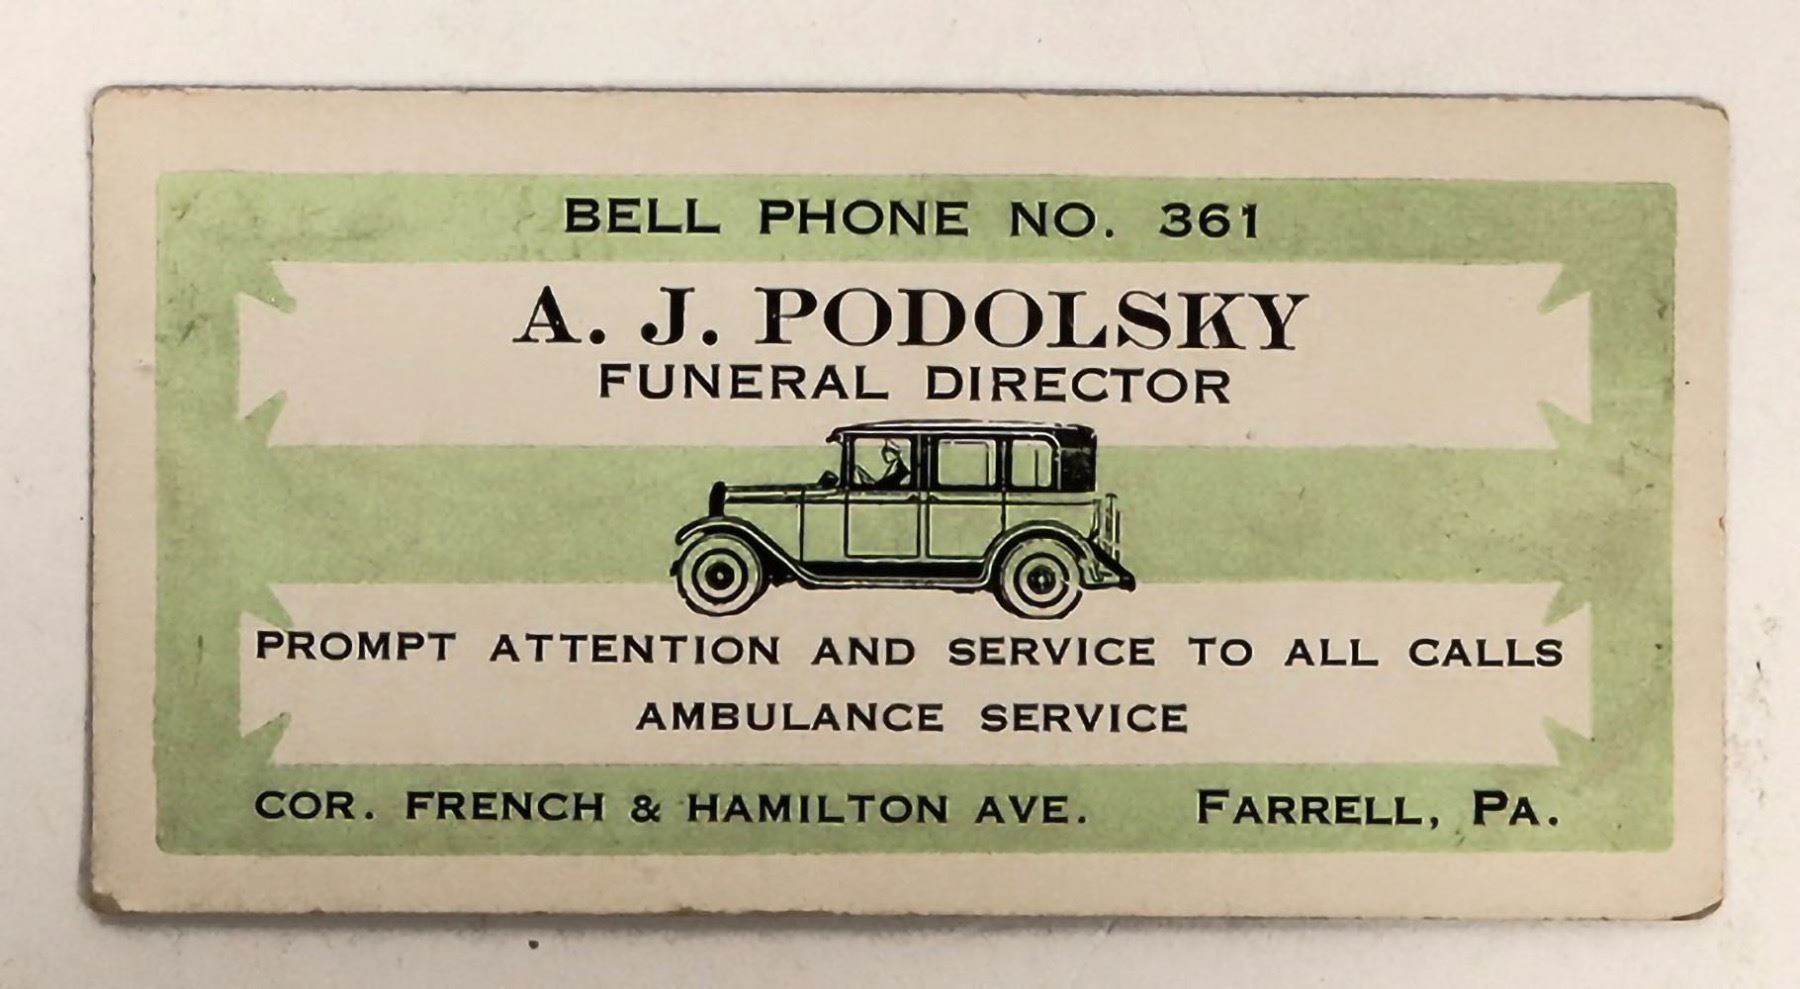 BELL PHONE NO. 361
A. J. PODOLSKY
FUNERAL DIRECTOR
PROMPT ATTENTION AND SERVICE TO ALL CALLS
AMBULANCE SERVICE
COR. FRENCH & HAMILTON AVE. FARRELL, PA.